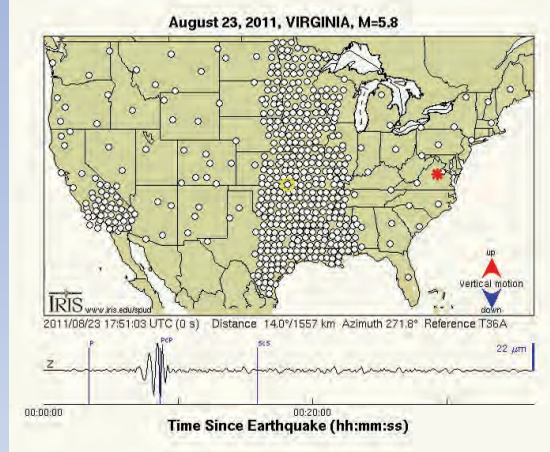 August 23, 2011, VIRGINIA, M=5.8
up
vertical motion
down
IRIS www.iris.edu/spud
2011/08/23 17:51:03 UTC (0 s) Distance 14.0°/1557 km Azimuth 271.8° Reference T36A
P
PcP
ScS
22 µm
Z
00:00:00
00:20:00
Time Since Earthquake (hh:mm:ss)